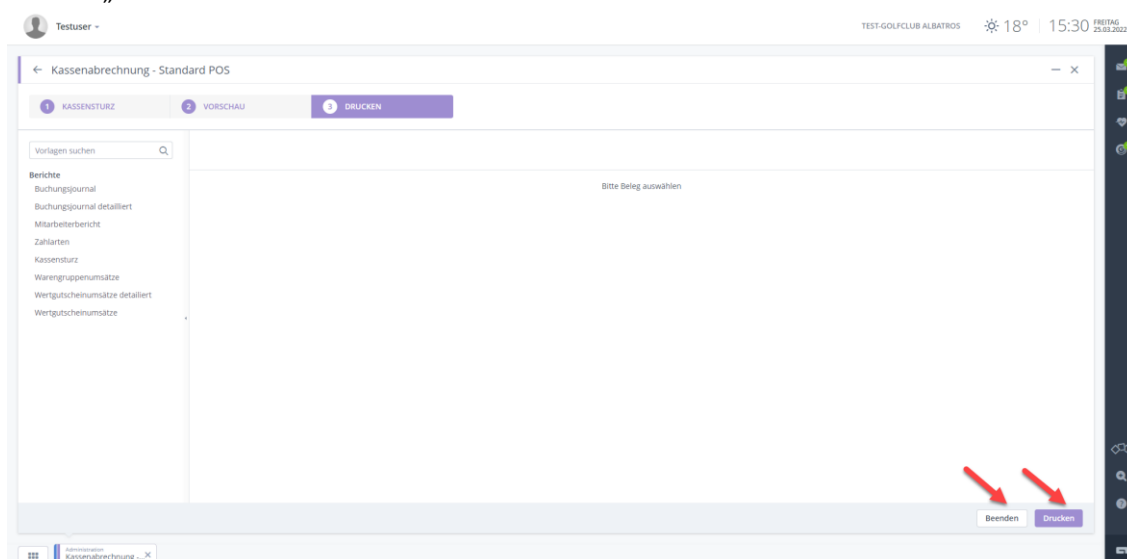 „
Testuser
TEST-GOLFCLUB ALBATROS
18°
15:30
FREITAG
25.03.2022
Kassenabrechnung - Standard POS
1 KASSENSTURZ
2 VORSCHAU
3 DRUCKEN
Vorlagen suchen
Berichte
Buchungsjournal
Buchungsjournal detailliert
Mitarbeiterbericht
Zahlarten
Kassensturz
Warengruppenumsätze
Wertgutscheinumsätze detailiert
Wertgutscheinumsätze
Bitte Beleg auswählen
Beenden
Drucken
Administration
Kassenabrechnung - ...